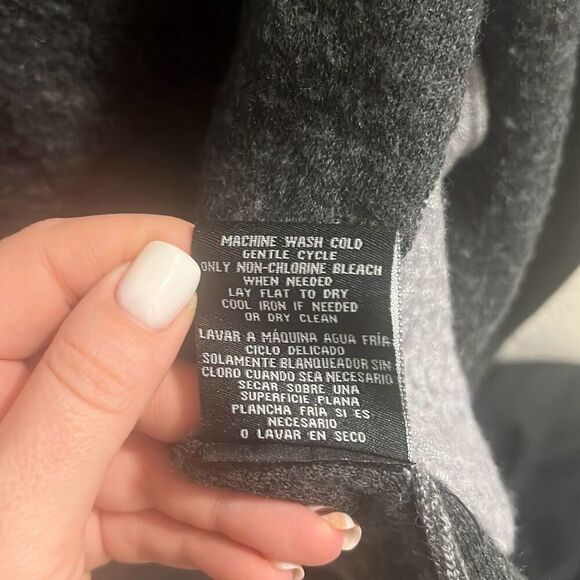 MACHINE WASH COLD
GENTLE CYCLE
ONLY NON-CHLORINE BLEACH
WHEN NEEDED
LAY FLAT TO DRY
COOL IRON IF NEEDED
OR DRY CLEAN
LAVAR A MÁQUINA AGUA FRÍA
CICLO DELICADO
SOLAMENTE BLANQUEADOR SIN
CLORO CUANDO SEA NECESARIO
SECAR SOBRE UNA
SUPERFICIE PLANA
PLANCHA FRÍA SI ES
NECESARIO
O LAVAR EN SECO